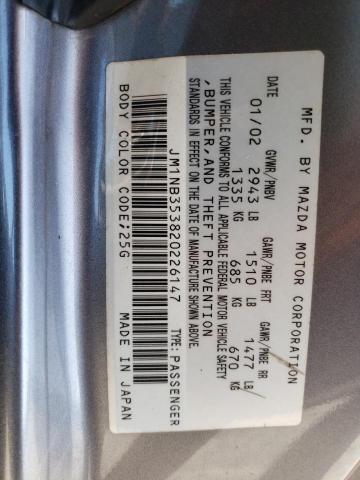 MFD. BY MAZDA MOTOR CORPORATION
DATE GVWR/PNBV GAWR/PNBE FRT GAWR/PNBE RR
01/02 2943 LB 1510 LB 1477 LB/
1335 KG 685 KG 670 KG
THIS VEHICLE CONFORMS TO ALL APPLICABLE FEDERAL MOTOR VEHICLE SAFETY
STANDARDS IN EFFECT ON THE DATE OF MANUFACTURE SHOWN ABOVE.
,BUMPER,AND THEFT PREVENTION
JM1NB353820226147 TYPE:PASSENGER
BODY COLOR CODE;25G MADE IN JAPAN